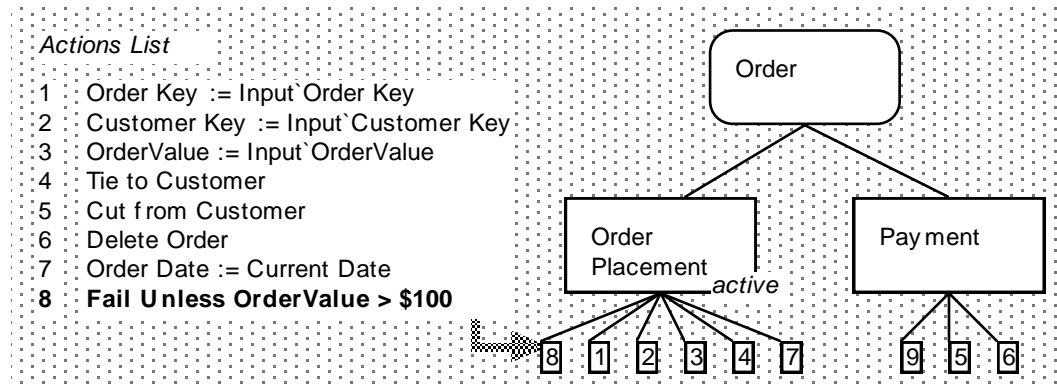 Actions List
1 Order Key := Input`Order Key
2 Customer Key := Input`Customer Key
3 OrderValue := Input`OrderValue
4 Tie to Customer
5 Cut from Customer
6 Delete Order
7 Order Date := Current Date
8 Fail Unless OrderValue > $100
Order
Order
Placement
active
Payment
8 1 2 3 4 7
9 5 6